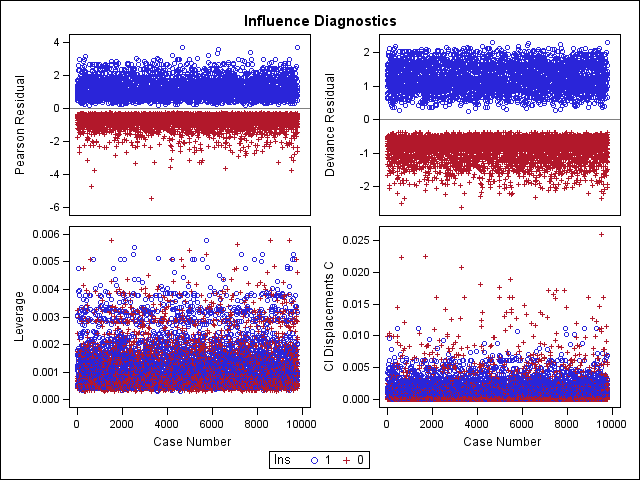 Influence Diagnostics
Pearson Residual
4
2
0
-2
-4
-6
Deviance Residual
2
1
0
-1
-2
Leverage
0.006
0.005
0.004
0.003
0.002
0.001
0.000
0 2000 4000 6000 8000 10000
Case Number
CI Displacements C
0.025
0.020
0.015
0.010
0.005
0.000
0 2000 4000 6000 8000 10000
Case Number
Ins 1 0